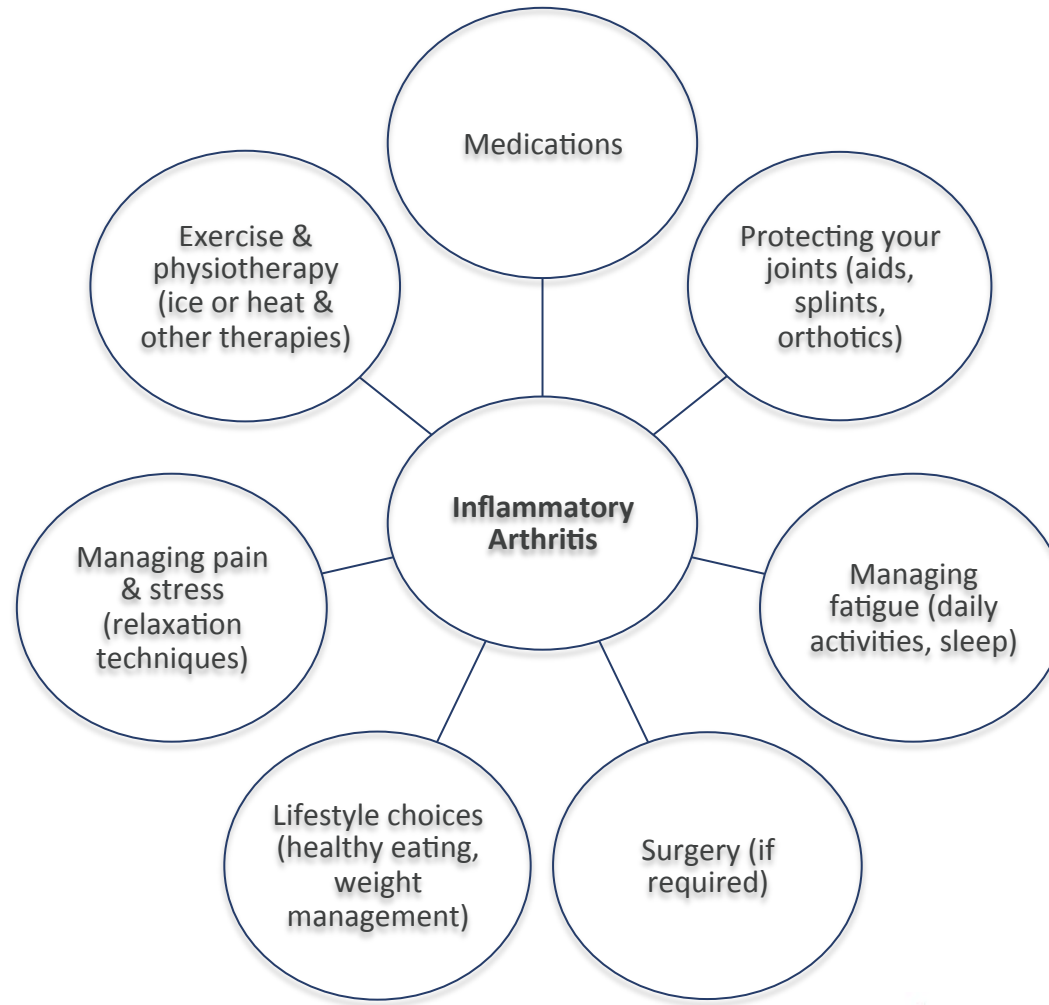 Medications
Protecting your
joints (aids,
splints,
orthotics)
Managing
fatigue (daily
activities, sleep)
Surgery (if
required)
Lifestyle choices
(healthy eating,
weight
management)
Managing pain
& stress
(relaxation
techniques)
Exercise &
physiotherapy
(ice or heat &
other therapies)
Inflammatory
Arthritis